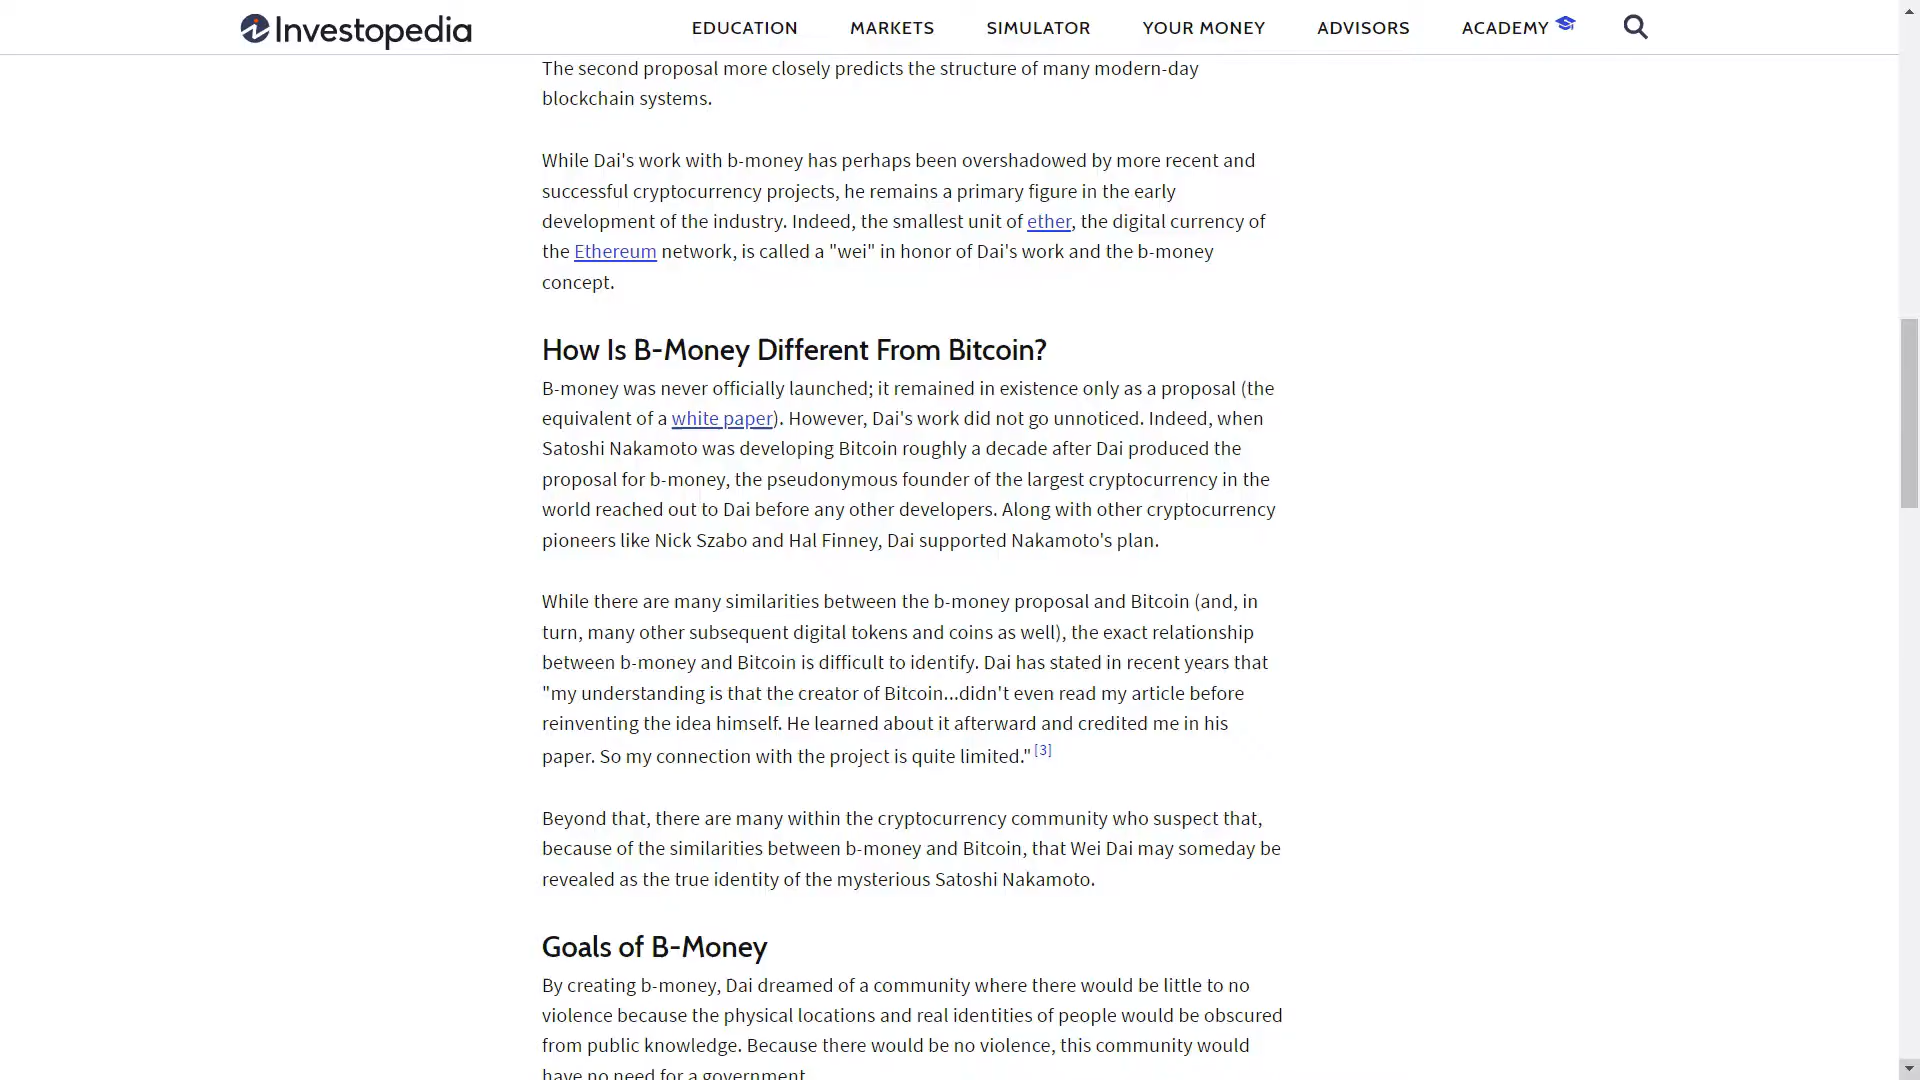 Investopedia
EDUCATION MARKETS SIMULATOR YOUR MONEY ADVISORS ACADEMY
The second proposal more closely predicts the structure of many modern-day
blockchain systems.
While Dai's work with b-money has perhaps been overshadowed by more recent and
successful cryptocurrency projects, he remains a primary figure in the early
development of the industry. Indeed, the smallest unit of ether, the digital currency of
the Ethereum network, is called a "wei" in honor of Dai's work and the b-money
concept.
How Is B-Money Different From Bitcoin?
B-money was never officially launched; it remained in existence only as a proposal (the
equivalent of a white paper). However, Dai's work did not go unnoticed. Indeed, when
Satoshi Nakamoto was developing Bitcoin roughly a decade after Dai produced the
proposal for b-money, the pseudonymous founder of the largest cryptocurrency in the
world reached out to Dai before any other developers. Along with other cryptocurrency
pioneers like Nick Szabo and Hal Finney, Dai supported Nakamoto's plan.
While there are many similarities between the b-money proposal and Bitcoin (and, in
turn, many other subsequent digital tokens and coins as well), the exact relationship
between b-money and Bitcoin is difficult to identify. Dai has stated in recent years that
"my understanding is that the creator of Bitcoin...didn't even read my article before
reinventing the idea himself. He learned about it afterward and credited me in his
paper. So my connection with the project is quite limited." [3]
Beyond that, there are many within the cryptocurrency community who suspect that,
because of the similarities between b-money and Bitcoin, that Wei Dai may someday be
revealed as the true identity of the mysterious Satoshi Nakamoto.
Goals of B-Money
By creating b-money, Dai dreamed of a community where there would be little to no
violence because the physical locations and real identities of people would be obscured
from public knowledge. Because there would be no violence, this community would
have no need for a government.